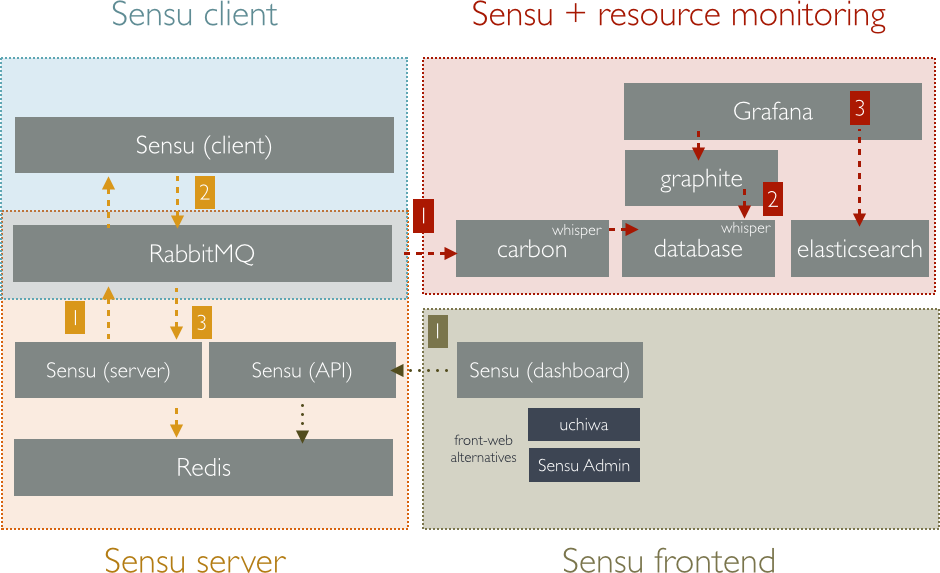 Sensu client
Sensu + resource monitoring
Grafana
3
Sensu (client)
graphite
2
2
1
whisper
whisper
RabbitMQ
carbon
database
elasticsearch
1
3
1
Sensu (server)
Sensu (API)
Sensu (dashboard)
uchiwa
front-web
alternatives
Sensu Admin
Redis
Sensu server
Sensu frontend